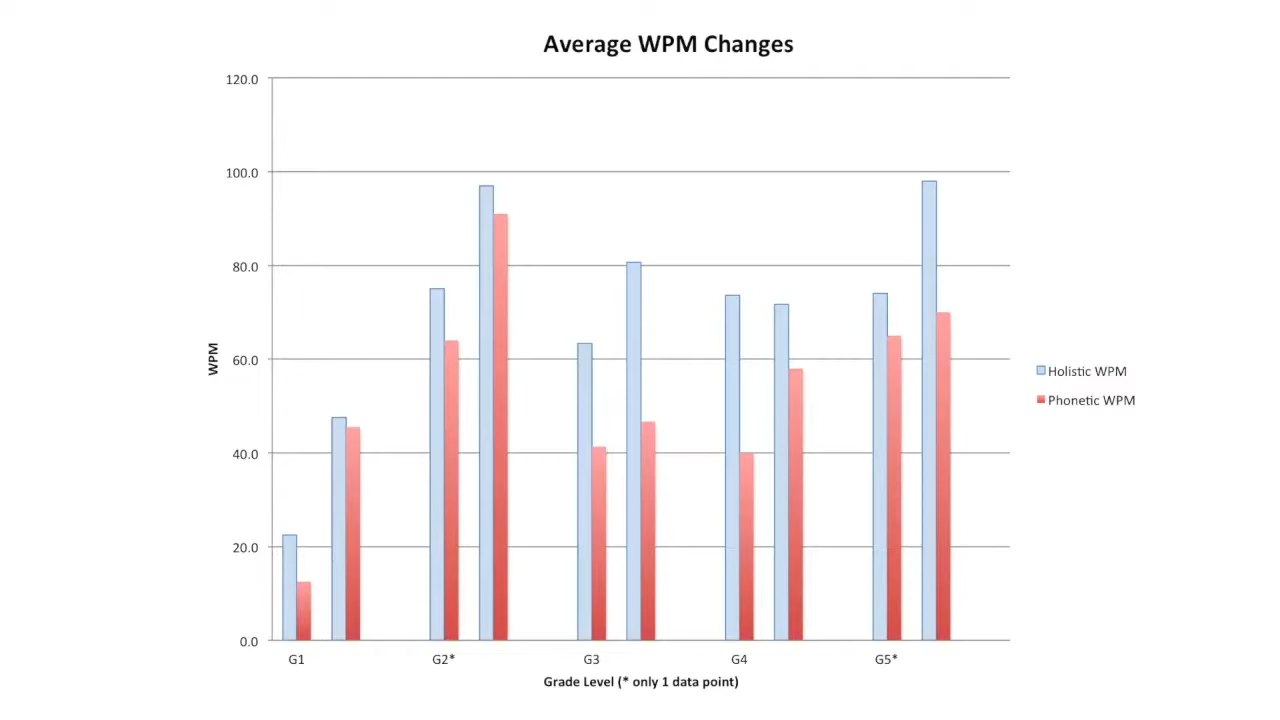 Average WPM Changes
120.0
100.0
80.0
60.0
40.0
20.0
0.0
WPM
G1 G2* G3 G4 G5*
Grade Level (* only 1 data point)
Holistic WPM
Phonetic WPM